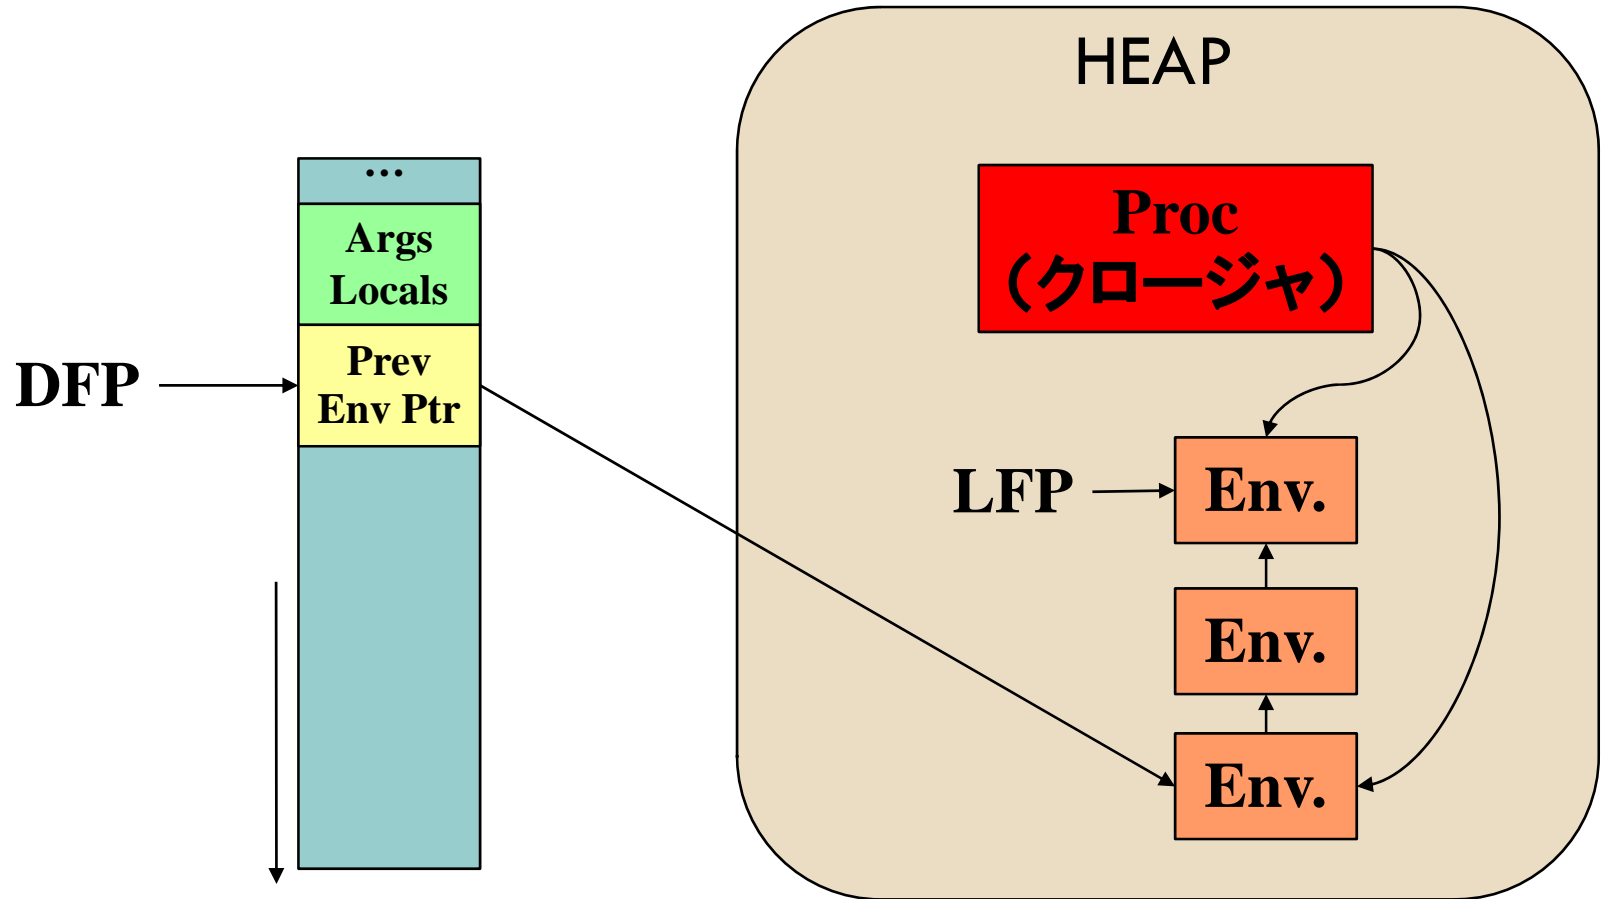 HEAP
...
Args
Locals
Prev
Env Ptr
DFP
Proc
（クロージャ）
LFP
Env.
Env.
Env.